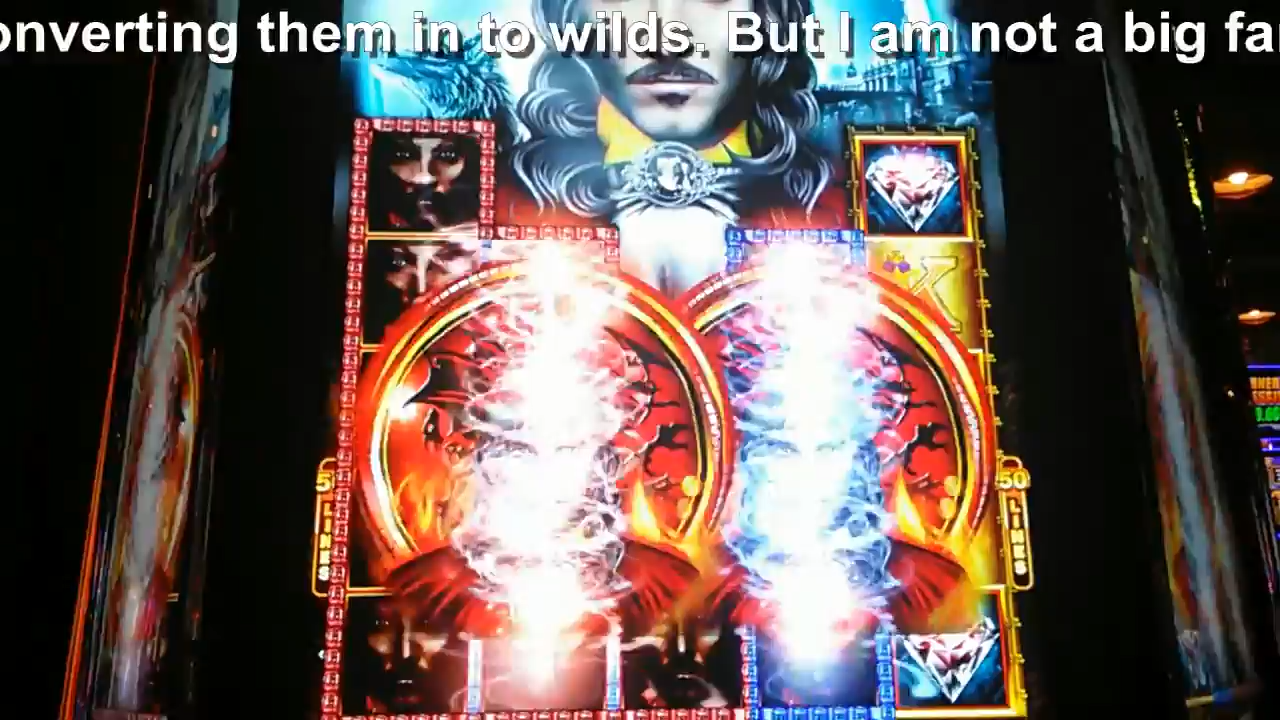 onverting them in to wilds. But I am not a big fa
K
5
LINES
50
LINES